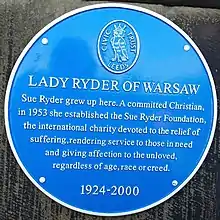 CIVIC TRUST
LEEDS
LADY RYDER OF WARSAW
Sue Ryder grew up here. A committed Christian,
in 1953 she established the Sue Ryder Foundation,
the international charity devoted to the relief of
suffering, rendering service to those in need
and giving affection to the unloved,
regardless of age, race or creed.
1924-2000